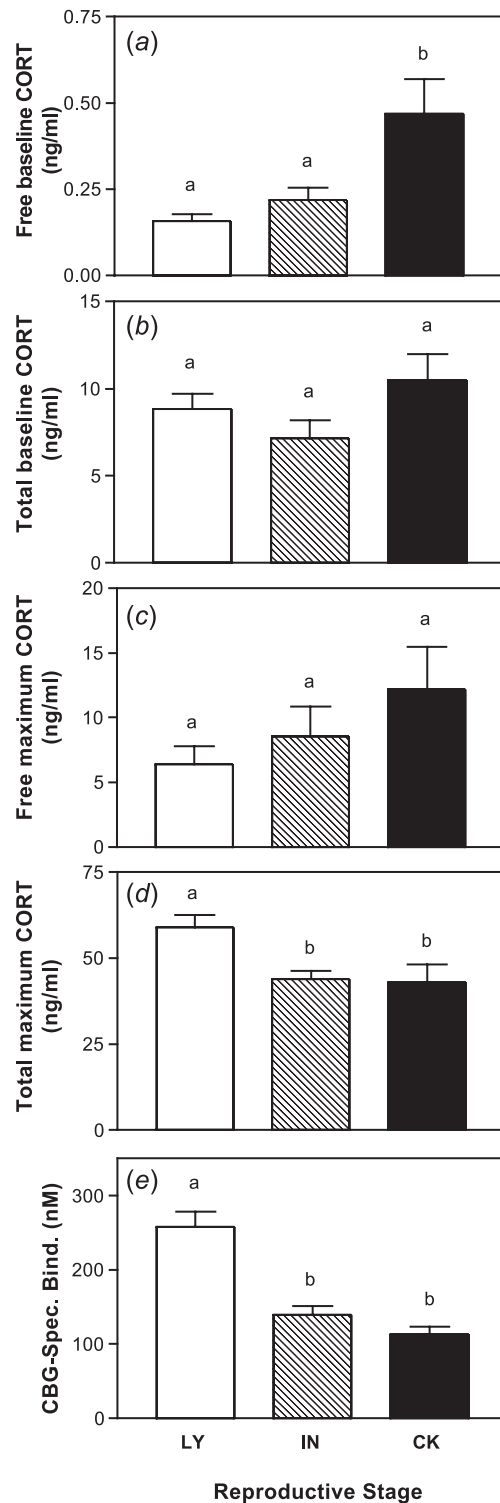 (a)
Free baseline CORT
(ng/ml)
0.75
0.50
0.25
0.00
a
a
b
(b)
Total baseline CORT
(ng/ml)
15
10
5
0
a
a
a
(c)
Free maximum CORT
(ng/ml)
20
15
10
5
0
a
a
a
(d)
Total maximum CORT
(ng/ml)
75
50
25
0
a
b
b
(e)
CBG-Spec. Bind. (nM)
300
200
100
0
a
b
b
LY IN CK
Reproductive Stage